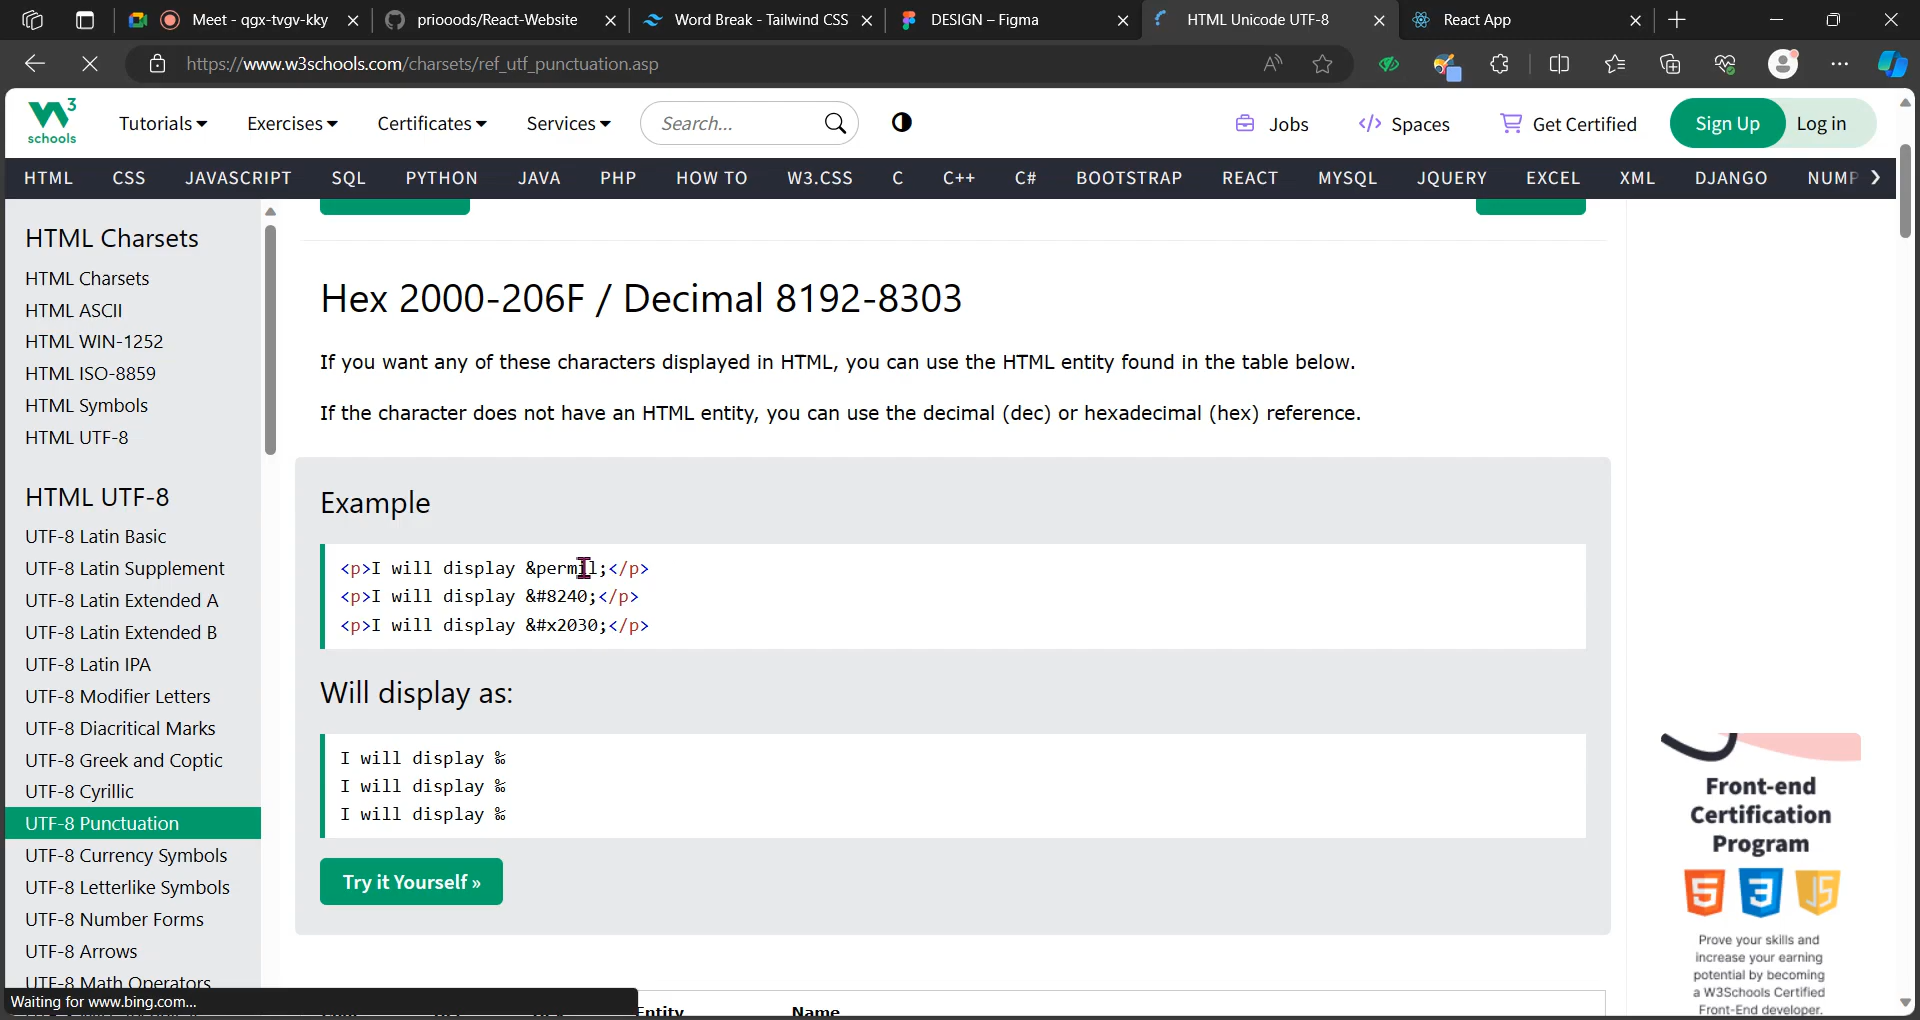 Meet - qgx-tvgv-kky
priooods/React-Website
Word Break - Tailwind CSS
DESIGN – Figma
HTML Unicode UTF-8
React App
https://www.w3schools.com/charsets/ref_utf_punctuation.asp
W3 schools
Tutorials
Exercises
Certificates
Services
Search...
Jobs
Spaces
Get Certified
Sign Up
Log in
HTML
CSS
JAVASCRIPT
SQL
PYTHON
JAVA
PHP
HOW TO
W3.CSS
C
C++
C#
BOOTSTRAP
REACT
MYSQL
JQUERY
EXCEL
XML
DJANGO
NUMP
HTML Charsets
HTML Charsets
HTML ASCII
HTML WIN-1252
HTML ISO-8859
HTML Symbols
HTML UTF-8
HTML UTF-8
UTF-8 Latin Basic
UTF-8 Latin Supplement
UTF-8 Latin Extended A
UTF-8 Latin Extended B
UTF-8 Latin IPA
UTF-8 Modifier Letters
UTF-8 Diacritical Marks
UTF-8 Greek and Coptic
UTF-8 Cyrillic
UTF-8 Punctuation
UTF-8 Currency Symbols
UTF-8 Letterlike Symbols
UTF-8 Number Forms
UTF-8 Arrows
UTF-8 Math Operators
Waiting for www.bing.com...
Hex 2000-206F / Decimal 8192-8303
If you want any of these characters displayed in HTML, you can use the HTML entity found in the table below.
If the character does not have an HTML entity, you can use the decimal (dec) or hexadecimal (hex) reference.
Example
<p>I will display &permil;</p>
<p>I will display &#8240;</p>
<p>I will display &#x2030;</p>
Will display as:
I will display ‰
I will display ‰
I will display ‰
Try it Yourself »
Entity
Name
Front-end
Certification
Program
5
3
JS
Prove your skills and
increase your earning
potential by becoming
a W3Schools Certified
Front-End developer.